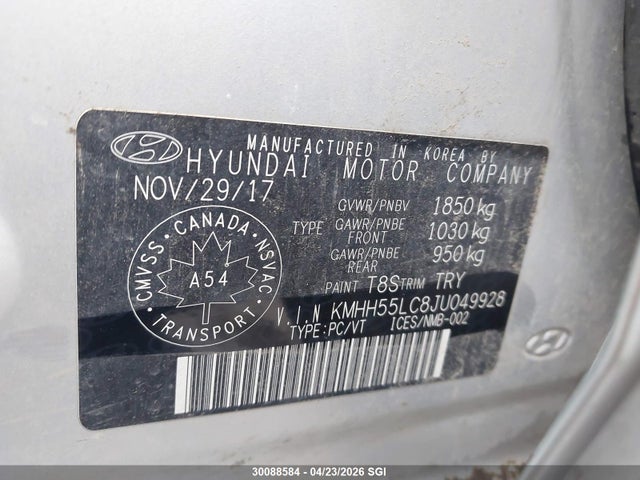 MANUFACTURED IN KOREA BY
HYUNDAI MOTOR COMPANY
NOV/29/17
GVWR/PNBV 1850 kg
TYPE GAWR/PNBE FRONT 1030 kg
GAWR/PNBE REAR 950 kg
PAINT T8S TRIM TRY
CANADA
CMVSS NSVAC
A54
TRANSPORT
V.I.N KMHH55LC8JU049928
TYPE:PC/VT ICES/NMB-002
30088584 - 04/23/2026 SGI